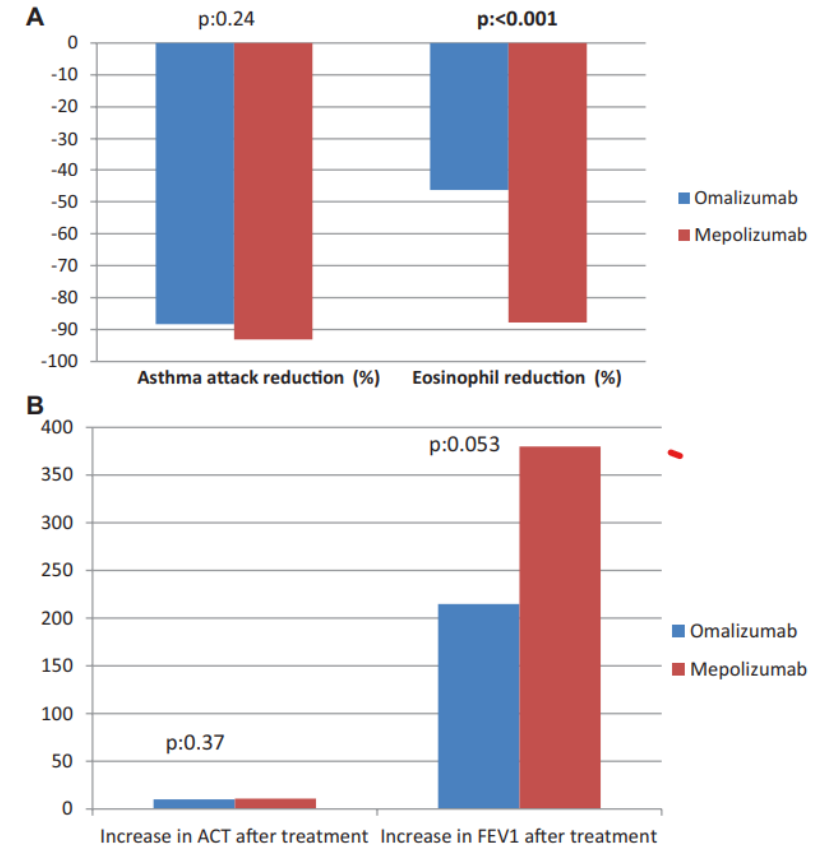 A
p:0.24
p:<0.001
0
-10
-20
-30
-40
-50
-60
-70
-80
-90
-100
Omalizumab
Mepolizumab
Asthma attack reduction (%)
Eosinophil reduction (%)
B
400
350
300
250
200
150
100
50
0
p:0.053
p:0.37
Omalizumab
Mepolizumab
Increase in ACT after treatment
Increase in FEV1 after treatment